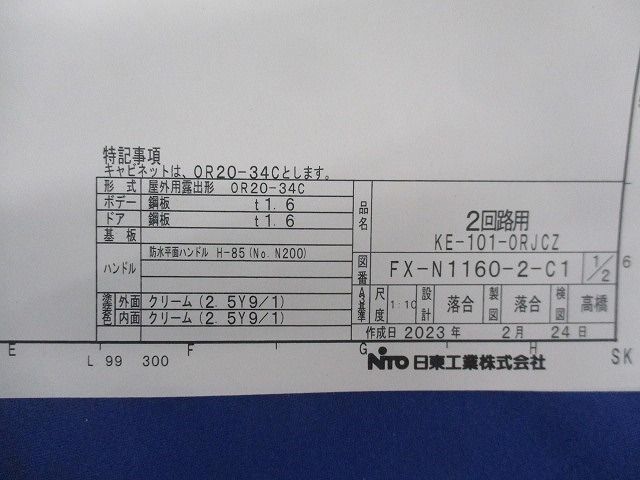 特記事項
キャビネットは、OR20-34Cとします。
形 式 屋外用露出形 OR20-34C
ボデー 鋼板 t1.6
ドア 鋼板 t1.6
基 板
ハンドル 防水平面ハンドル H-85(No. N200)
塗装色 外面 クリーム(2.5Y9/1)
内面 クリーム(2.5Y9/1)
品名 2回路用
KE-101-0RJCZ
図番 FX-N1160-2-C1 1/2
A3基準 尺度 1:10 設計 落合 製図 落合 検図 高橋
作成日 2023 年 2月 24日
6
E F G H
L 99 300
NiTO 日東工業株式会社
SK